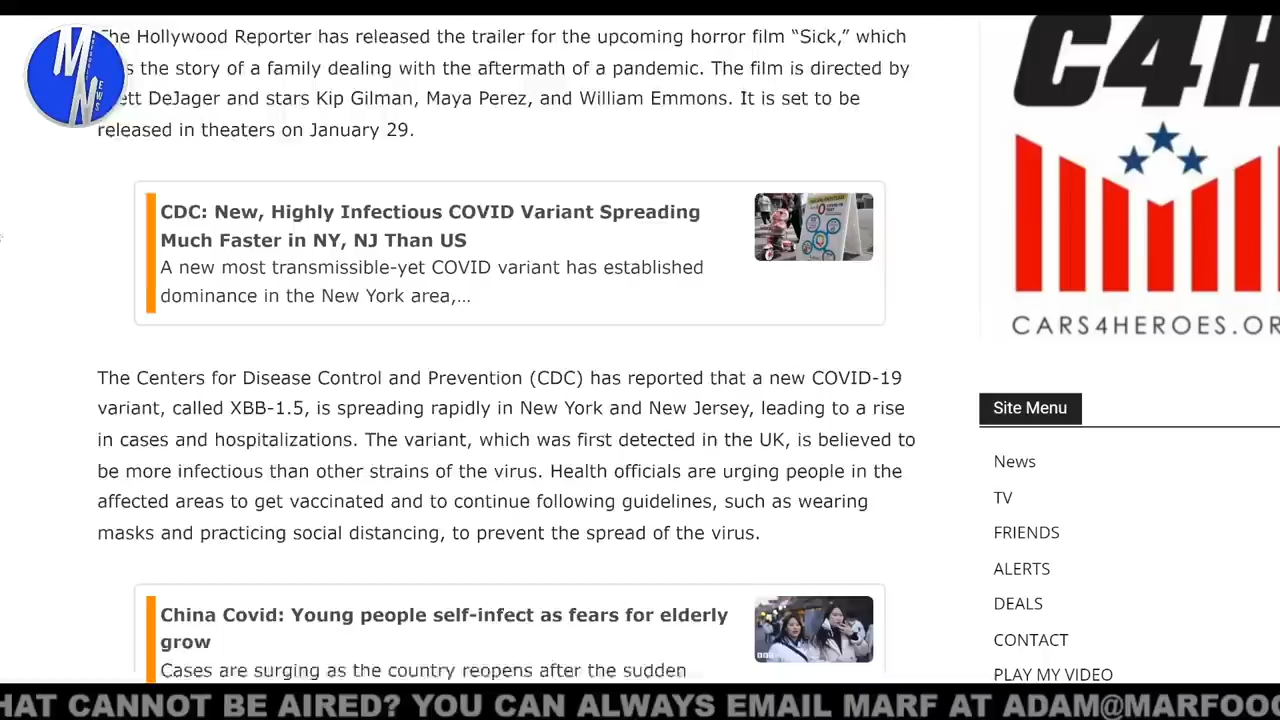 The Hollywood Reporter has released the trailer for the upcoming horror film “Sick,” which
the story of a family dealing with the aftermath of a pandemic. The film is directed by
DeJager and stars Kip Gilman, Maya Perez, and William Emmons. It is set to be
released in theaters on January 29.
CDC: New, Highly Infectious COVID Variant Spreading
Much Faster in NY, NJ Than US
A new most transmissible-yet COVID variant has established
dominance in the New York area,…
The Centers for Disease Control and Prevention (CDC) has reported that a new COVID-19
variant, called XBB-1.5, is spreading rapidly in New York and New Jersey, leading to a rise
in cases and hospitalizations. The variant, which was first detected in the UK, is believed to
be more infectious than other strains of the virus. Health officials are urging people in the
affected areas to get vaccinated and to continue following guidelines, such as wearing
masks and practicing social distancing, to prevent the spread of the virus.
China Covid: Young people self-infect as fears for elderly
grow
Cases are surging as the country reopens after the sudden
BBC
C4H
CARS4HEROES.OR
Site Menu
News
TV
FRIENDS
ALERTS
DEALS
CONTACT
PLAY MY VIDEO
HAT CANNOT BE AIRED? YOU CAN ALWAYS EMAIL MARF AT ADAM@MARFOO